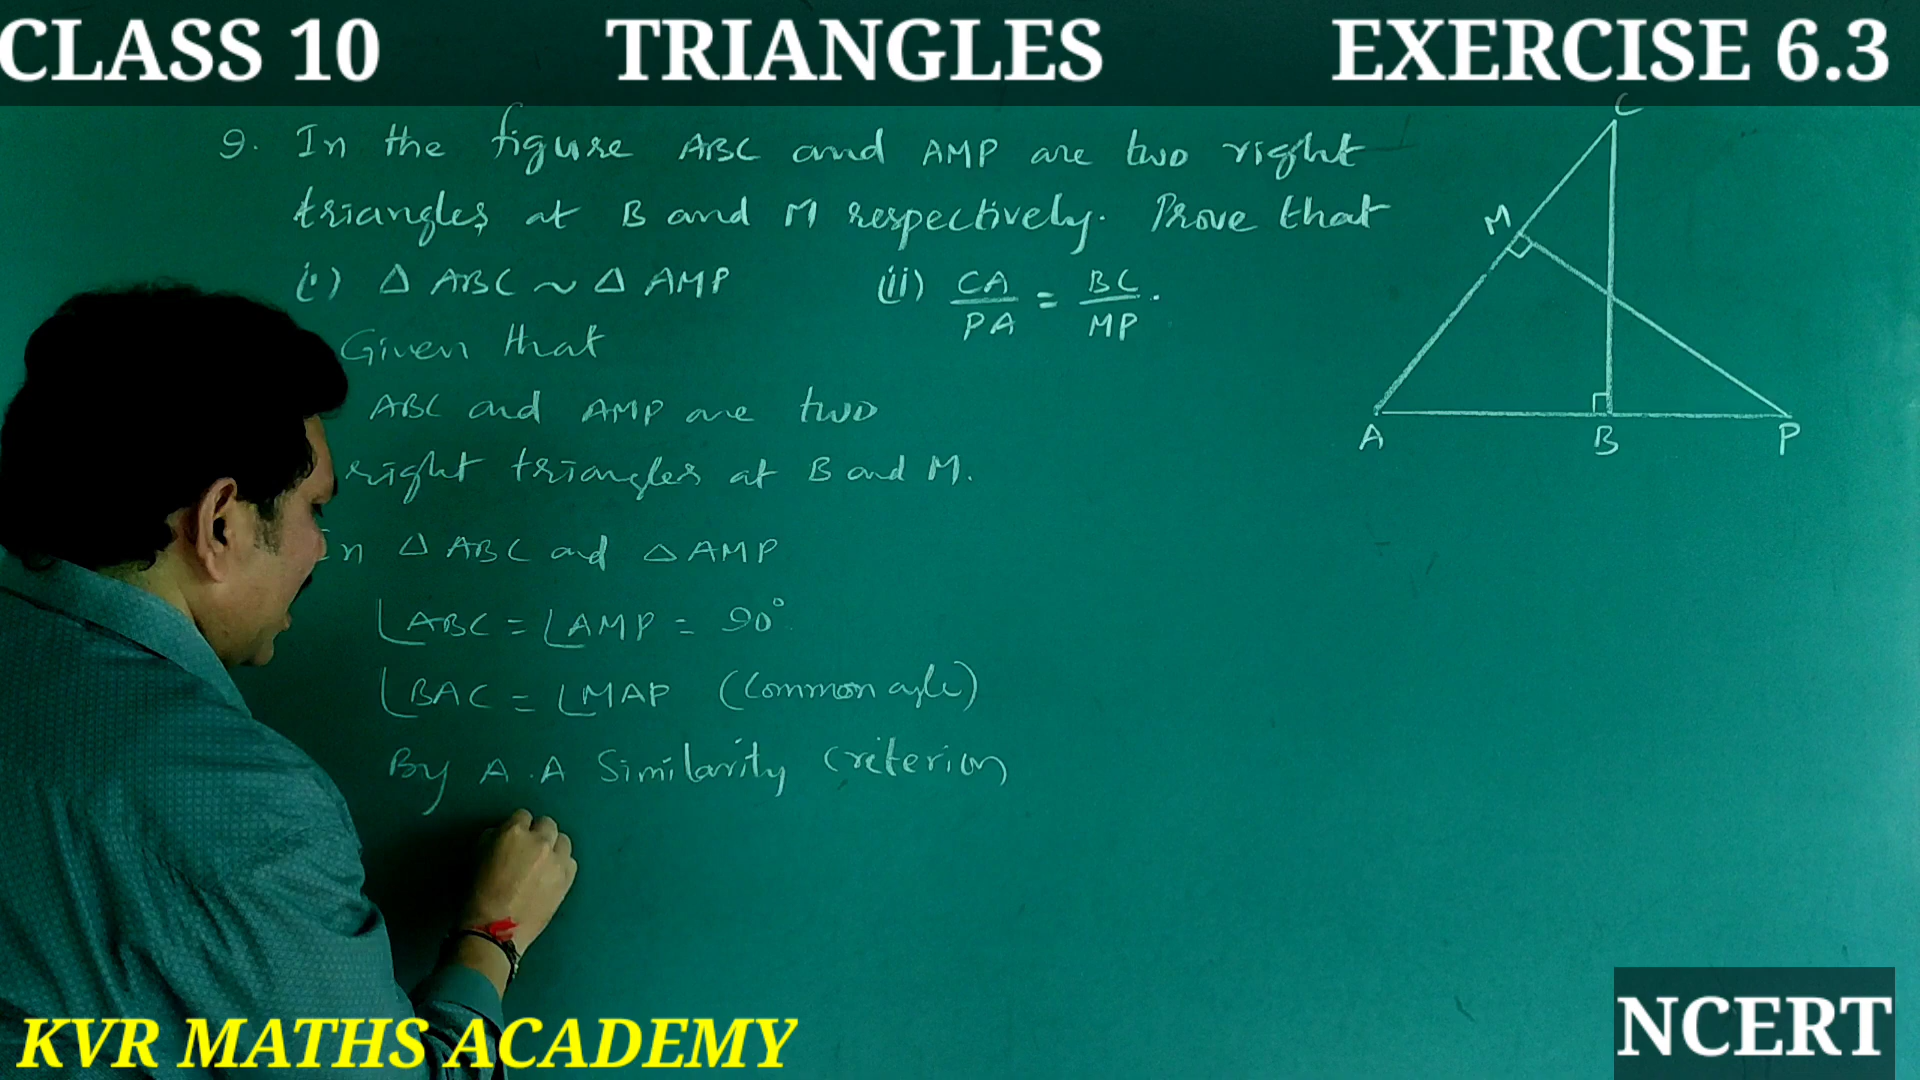 CLASS 10 TRIANGLES EXERCISE 6.3
9. In the figure ABC and AMP are two right
triangles at B and M respectively. Prove that
(i) Δ ABC ~ Δ AMP (ii) CA/PA = BC/MP.
Given that
ABC and AMP are two
right triangles at B and M.
In Δ ABC and Δ AMP
∠ABC = ∠AMP = 90°
∠BAC = ∠MAP (Common agle)
By A.A Similarity Criterion
C
M
A B P
KVR MATHS ACADEMY
NCERT